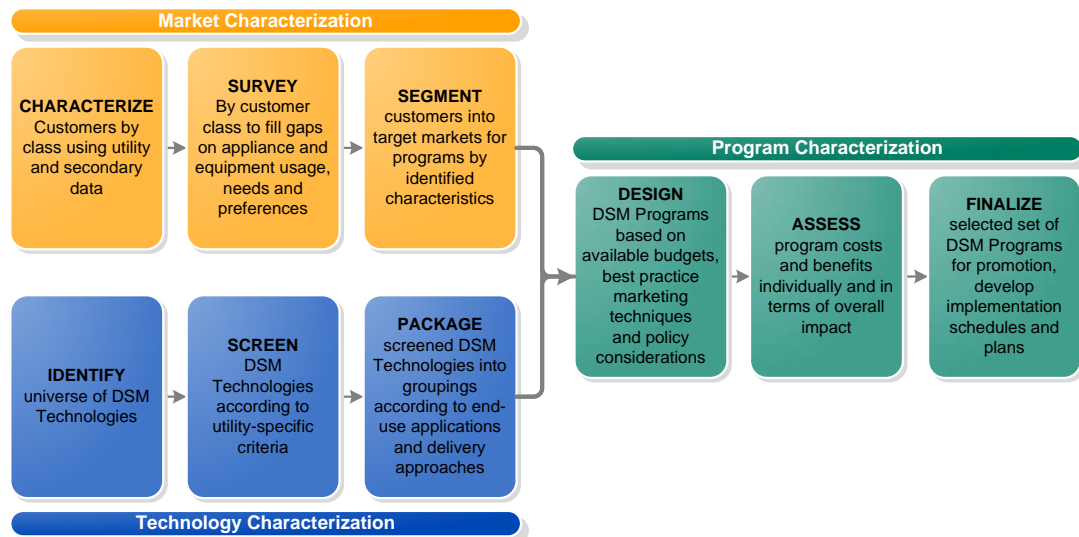 Market Characterization
CHARACTERIZE
Customers by
class using utility
and secondary
data
SURVEY
By customer
class to fill gaps
on appliance and
equipment usage,
needs and
preferences
SEGMENT
customers into
target markets for
programs by
identified
characteristics
Program Characterization
DESIGN
DSM Programs
based on
available budgets,
best practice
marketing
techniques
and policy
considerations
ASSESS
program costs
and benefits
individually and in
terms of overall
impact
FINALIZE
selected set of
DSM Programs
for promotion,
develop
implementation
schedules and
plans
IDENTIFY
universe of DSM
Technologies
SCREEN
DSM
Technologies
according to
utility-specific
criteria
PACKAGE
screened DSM
Technologies into
groupings
according to end-
use applications
and delivery
approaches
Technology Characterization